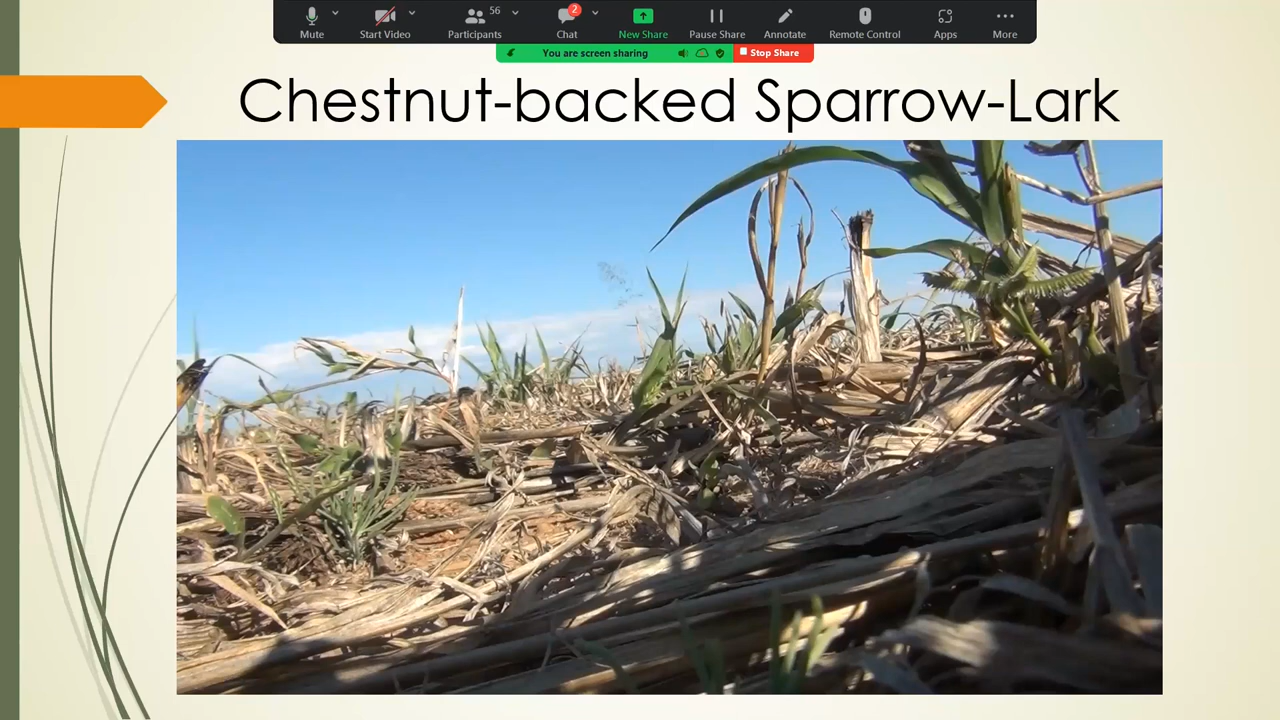 56
2
Mute
Start Video
Participants
Chat
New Share
Pause Share
Annotate
Remote Control
Apps
More
You are screen sharing
Stop Share
Chestnut-backed Sparrow-Lark